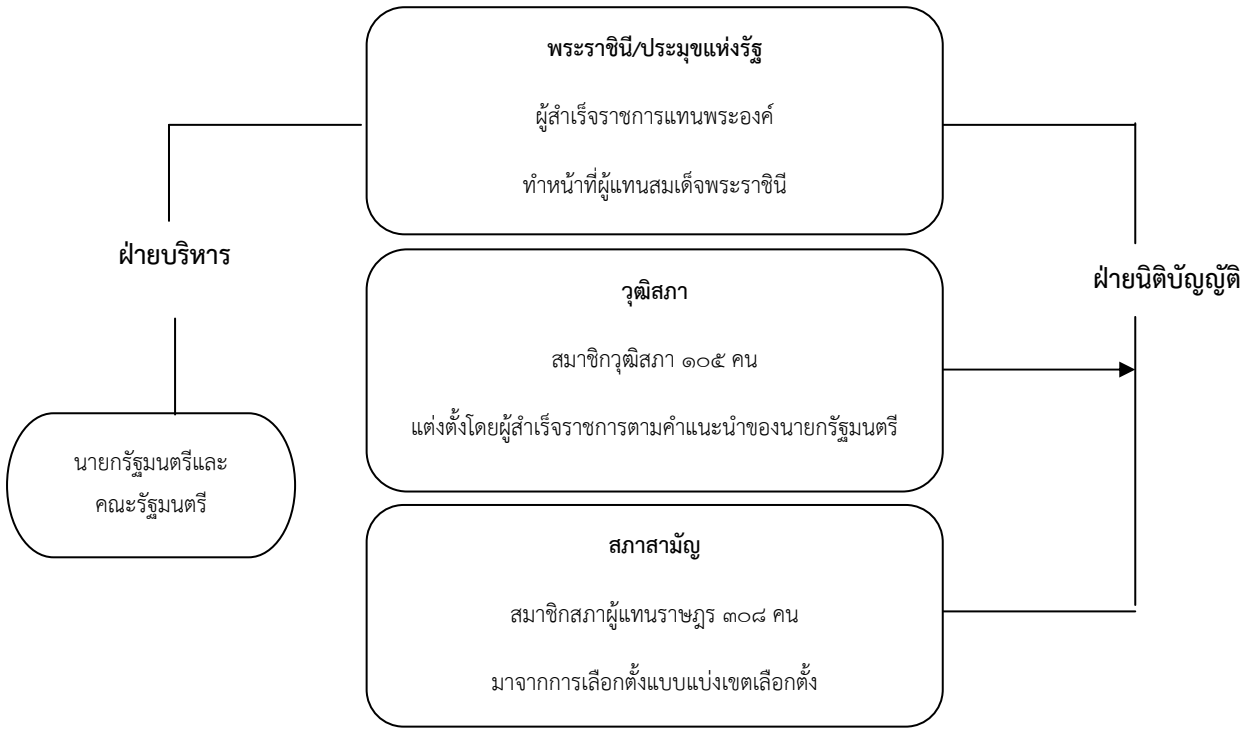 พระราชินี/ประมุขแห่งรัฐ
ผู้สำเร็จราชการแทนพระองค์
ทำหน้าที่ผู้แทนสมเด็จพระราชินี
ฝ่ายบริหาร
ฝ่ายนิติบัญญัติ
วุฒิสภา
สมาชิกวุฒิสภา ๑๐๕ คน
แต่งตั้งโดยผู้สำเร็จราชการตามคำแนะนำของนายกรัฐมนตรี
นายกรัฐมนตรีและ
คณะรัฐมนตรี
สภาสามัญ
สมาชิกสภาผู้แทนราษฎร ๓๐๘ คน
มาจากการเลือกตั้งแบบแบ่งเขตเลือกตั้ง